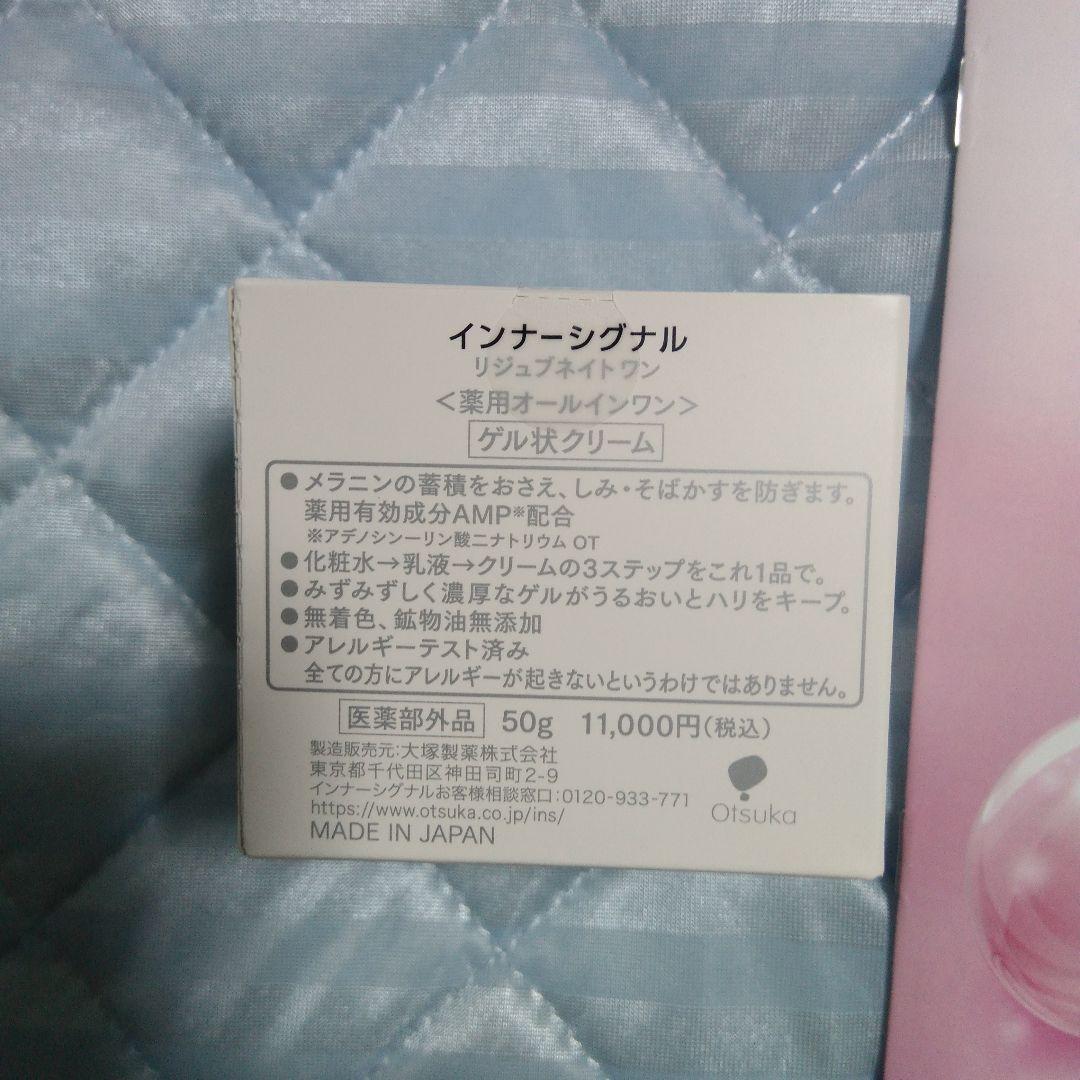 インナーシグナル
リジュブネイトワン
＜薬用オールインワン＞
ゲル状クリーム
●メラニンの蓄積をおさえ、しみ・そばかすを防ぎます。
薬用有効成分AMP※配合
※アデノシン一リン酸二ナトリウム OT
●化粧水→乳液→クリームの3ステップをこれ1品で。
●みずみずしく濃厚なゲルがうるおいとハリをキープ。
●無着色、鉱物油無添加
●アレルギーテスト済み
全ての方にアレルギーが起きないというわけではありません。
医薬部外品 50g 11,000円(税込)
製造販売元:大塚製薬株式会社
東京都千代田区神田司町2-9
インナーシグナルお客様相談窓口:0120-933-771
https://www.otsuka.co.jp/ins/
MADE IN JAPAN
Otsuka